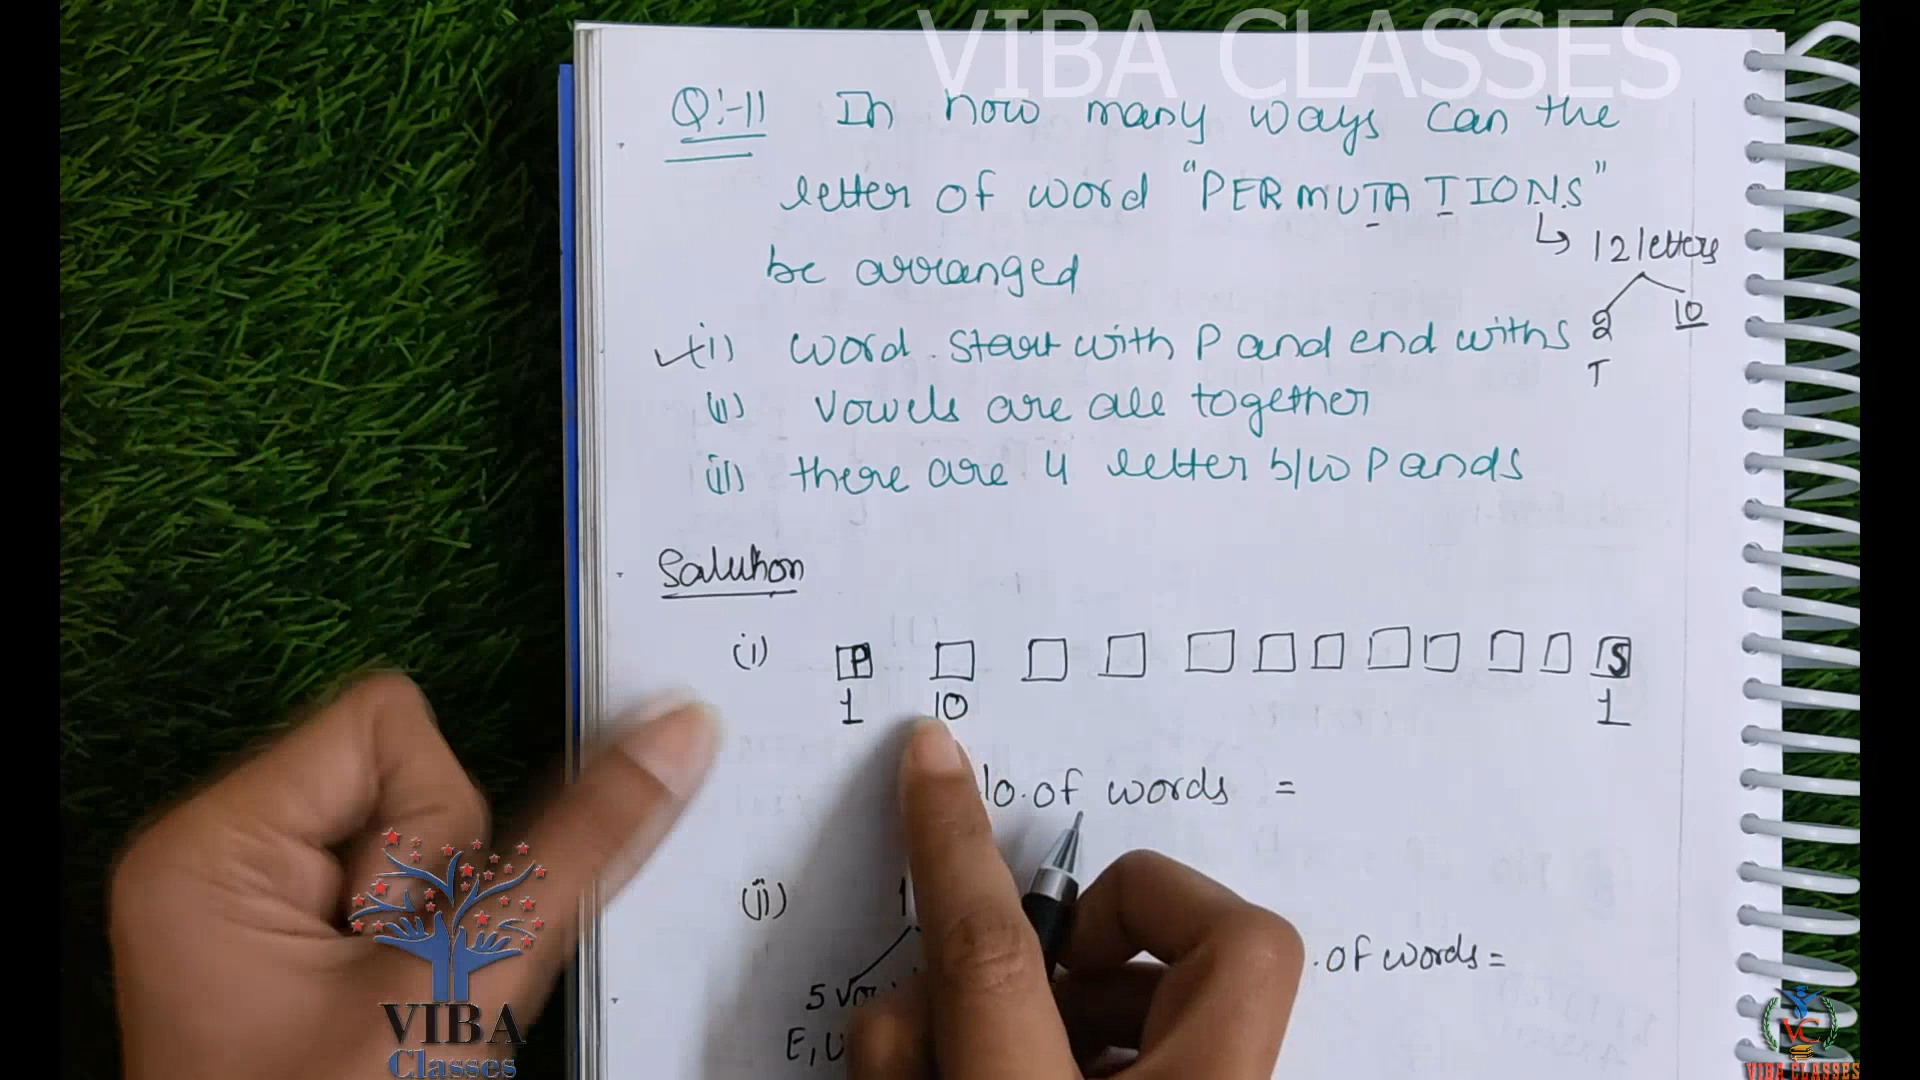 VIBA CLASSES
Q:-11 In how many ways can the
letter of word "PERMUTATIONS"
↳ 12 letters
be arranged
2 10
T
(i) word start with P and end with S
(ii) vowels are all together
(iii) there are 4 letter b/w P and S
Solution
(i) P S
1 10 1
of words =
(ii)
5
of words =
E, U
VIBA
Classes
VC
VIBA CLASSES